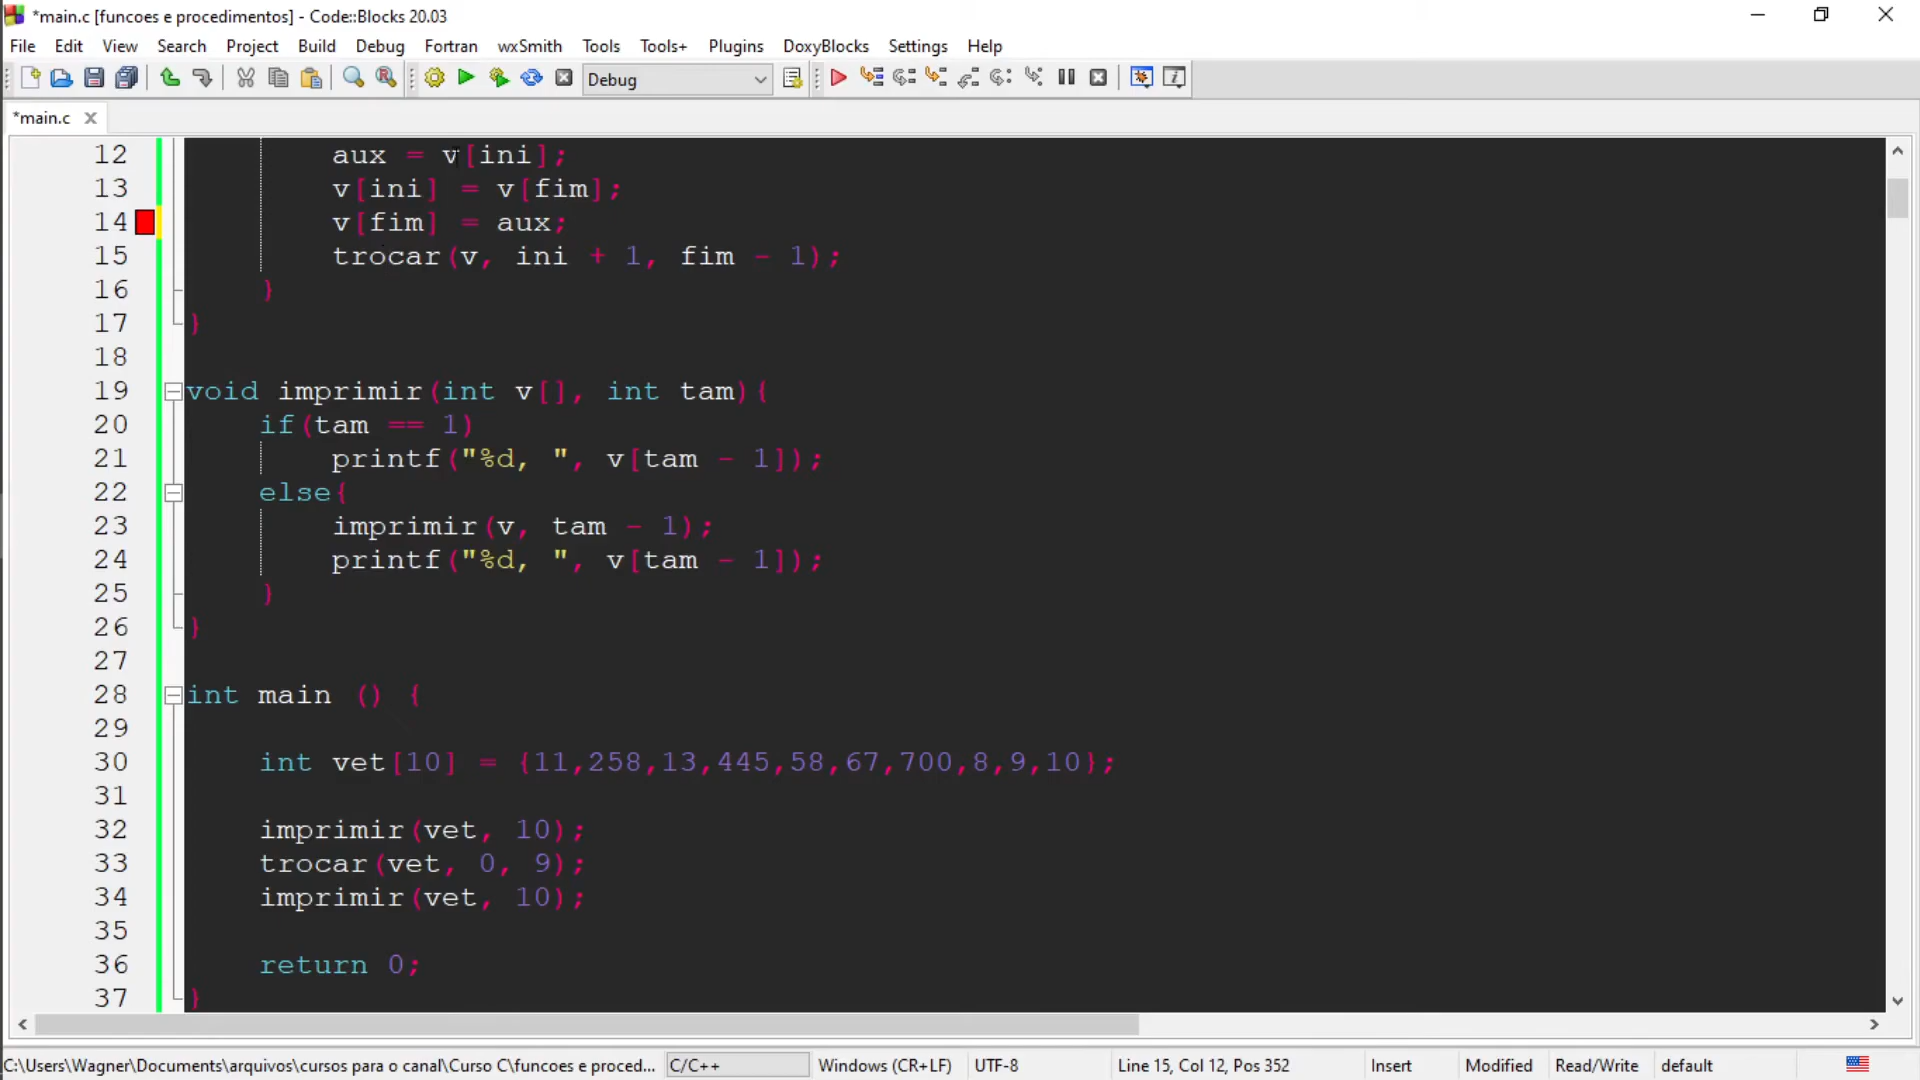 *main.c [funcoes e procedimentos] - Code::Blocks 20.03
File Edit View Search Project Build Debug Fortran wxSmith Tools Tools+ Plugins DoxyBlocks Settings Help
Debug
*main.c
12 aux = v[ini];
13 v[ini] = v[fim];
14 v[fim] = aux;
15 trocar(v, ini + 1, fim - 1);
16 }
17 }
18
19 void imprimir(int v[], int tam){
20 if(tam == 1)
21 printf("%d, ", v[tam - 1]);
22 else{
23 imprimir(v, tam - 1);
24 printf("%d, ", v[tam - 1]);
25 }
26 }
27
28 int main () {
29
30 int vet[10] = {11,258,13,445,58,67,700,8,9,10};
31
32 imprimir(vet, 10);
33 trocar(vet, 0, 9);
34 imprimir(vet, 10);
35
36 return 0;
37 }
C:\Users\Wagner\Documents\arquivos\cursos para o canal\Curso C\funcoes e proced... C/C++ Windows (CR+LF) UTF-8 Line 15, Col 12, Pos 352 Insert Modified Read/Write default